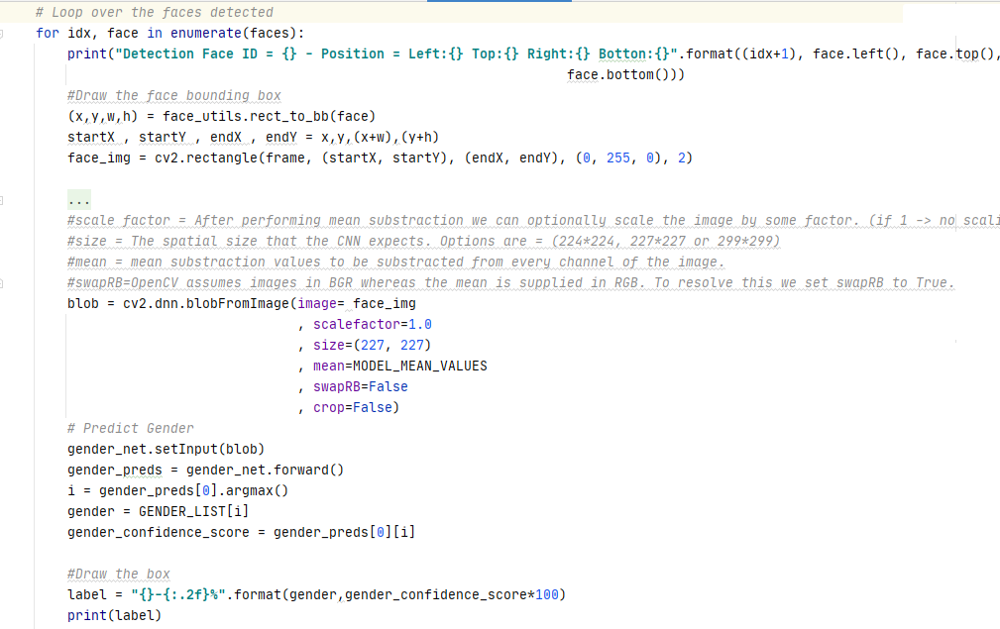 # Loop over the faces detected
for idx, face in enumerate(faces):
print("Detection Face ID = {} - Position = Left:{} Top:{} Right:{} Botton:{}".format((idx+1), face.left(), face.top(),
face.bottom()))
#Draw the face bounding box
(x,y,w,h) = face_utils.rect_to_bb(face)
startX , startY , endX , endY = x,y,(x+w),(y+h)
face_img = cv2.rectangle(frame, (startX, startY), (endX, endY), (0, 255, 0), 2)
...
#scale factor = After performing mean substraction we can optionally scale the image by some factor. (if 1 -> no scali
#size = The spatial size that the CNN expects. Options are = (224*224, 227*227 or 299*299)
#mean = mean substraction values to be substracted from every channel of the image.
#swapRB=OpenCV assumes images in BGR whereas the mean is supplied in RGB. To resolve this we set swapRB to True.
blob = cv2.dnn.blobFromImage(image= face_img
, scalefactor=1.0
, size=(227, 227)
, mean=MODEL_MEAN_VALUES
, swapRB=False
, crop=False)
# Predict Gender
gender_net.setInput(blob)
gender_preds = gender_net.forward()
i = gender_preds[0].argmax()
gender = GENDER_LIST[i]
gender_confidence_score = gender_preds[0][i]
#Draw the box
label = "{}-{:.2f}%".format(gender,gender_confidence_score*100)
print(label)